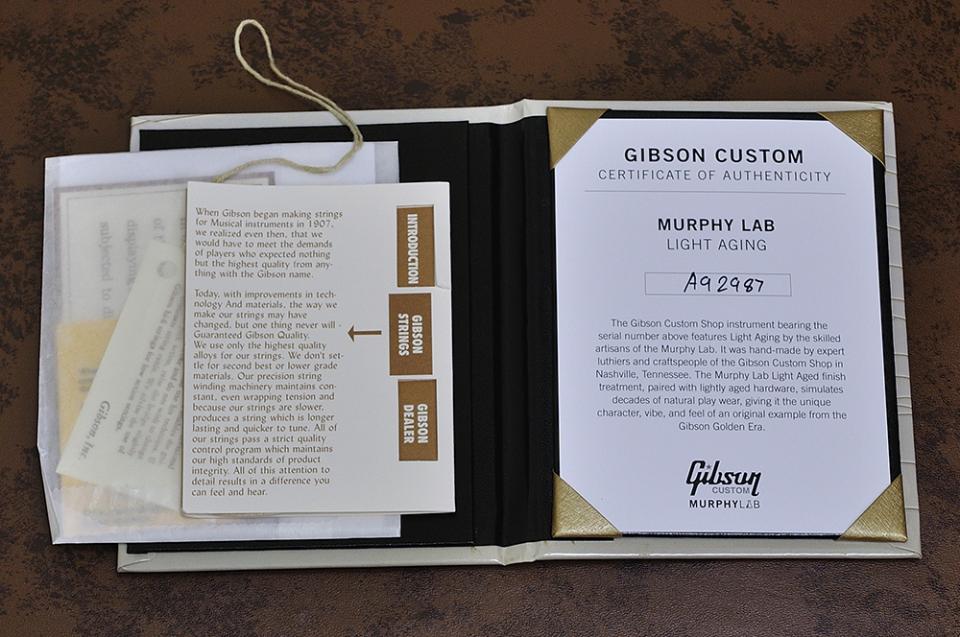 When Gibson began making strings
for Musical instruments in 1907,
we realized even then, that we
would have to meet the demands
of players who expected nothing
but the highest quality from any-
thing with the Gibson name.
Today, with improvements in tech-
nology And materials, the way we
make our strings may have
changed, but one thing never will -
Guaranteed Gibson Quality.
We use only the highest quality
alloys for our strings. We don't set-
tle for second best or lower grade
materials. Our precision string
winding machinery maintains con-
stant, even wrapping tension and
because our strings are slower,
produces a string which is longer
lasting and quicker to tune. All of
our strings pass a strict quality
control program which maintains
our high standards of product
integrity. All of this attention to
detail results in a difference you
can feel and hear.
INTRODUCTION
GIBSON
STRINGS
GIBSON
DEALER
Gibson, Inc.
displaying
subjected to
GIBSON CUSTOM
CERTIFICATE OF AUTHENTICITY
MURPHY LAB
LIGHT AGING
A92987
The Gibson Custom Shop instrument bearing the
serial number above features Light Aging by the skilled
artisans of the Murphy Lab. It was hand-made by expert
luthiers and craftspeople of the Gibson Custom Shop in
Nashville, Tennessee. The Murphy Lab Light Aged finish
treatment, paired with lightly aged hardware, simulates
decades of natural play wear, giving it the unique
character, vibe, and feel of an original example from the
Gibson Golden Era.
Gibson
CUSTOM
MURPHYLAB